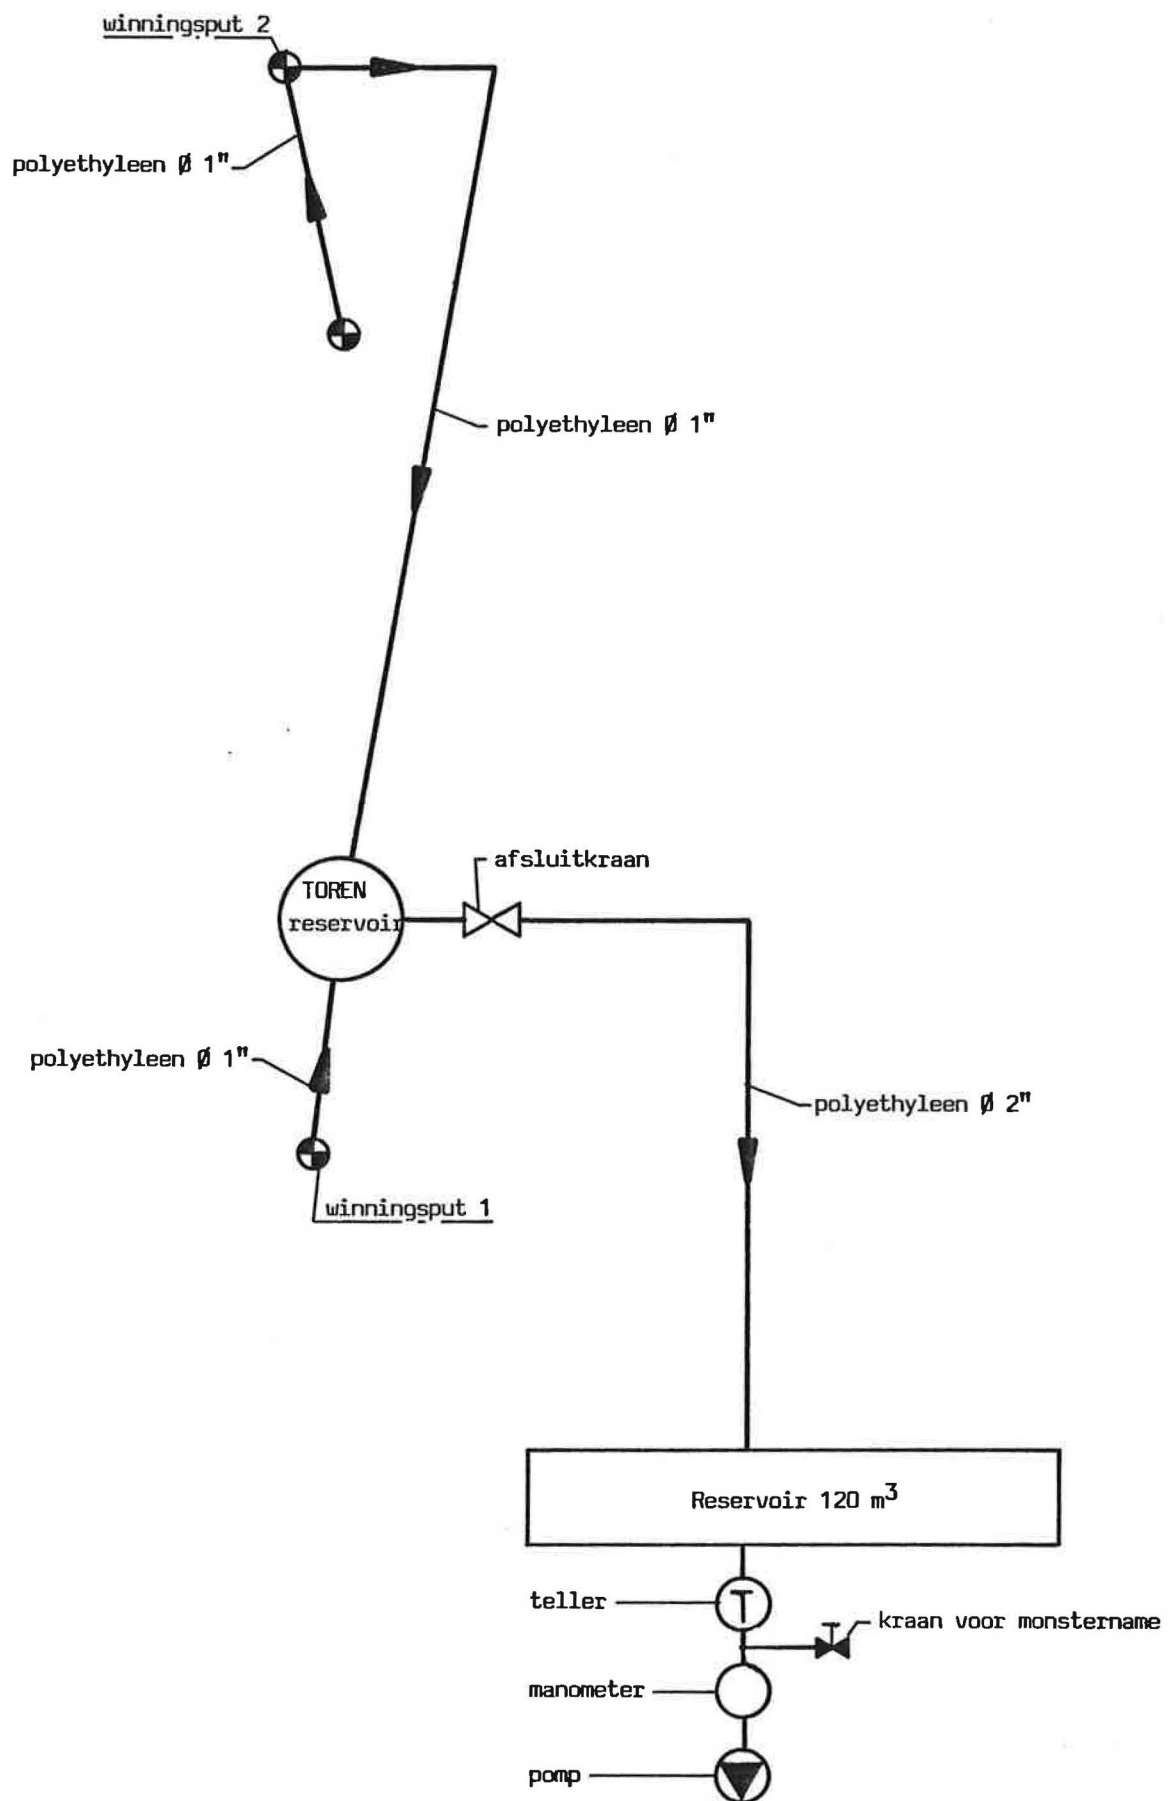 winningsput 2
polyethyleen Ø 1"
polyethyleen Ø 1"
afsluitkraan
TOREN
reservoir
polyethyleen Ø 1"
polyethyleen Ø 2"
winningsput 1
Reservoir 120 m³
teller
T
kraan voor monstername
manometer
pomp